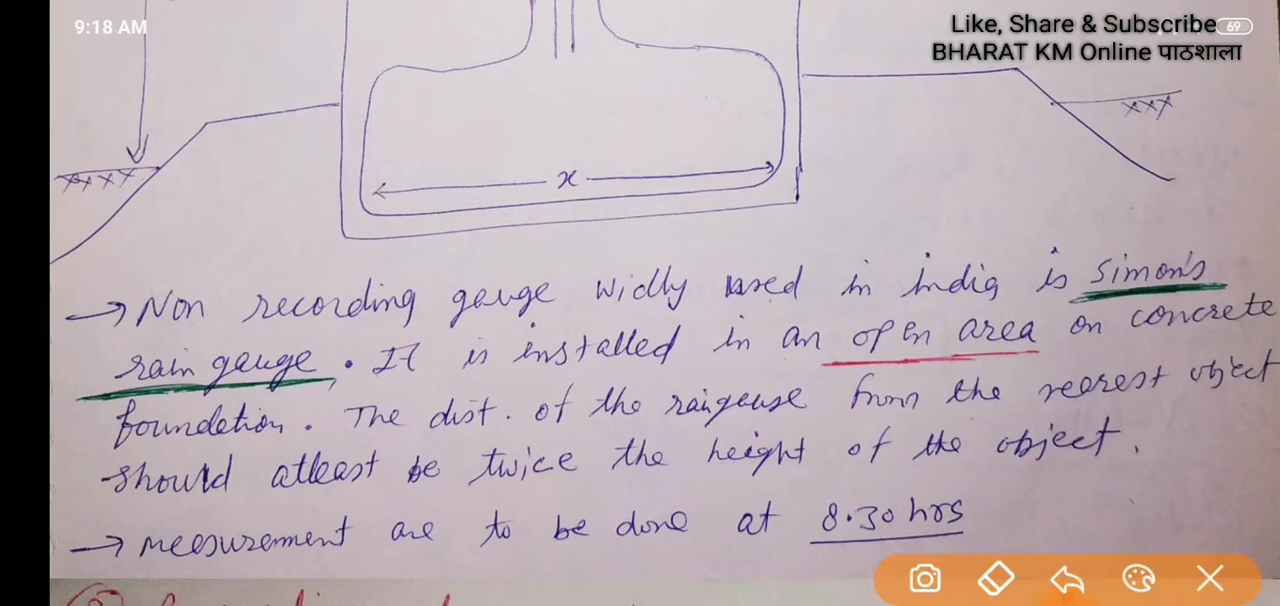 9:18 AM
69
Like, Share & Subscribe
BHARAT KM Online पाठशाला
xxxx
xxx
x
→ Non recording gauge widly used in india is simon's
rain gauge. It is installed in an open area on concrete
foundation. The dist. of the raingause from the nearest object
should atleast be twice the height of the object.
→ measurement are to be done at 8.30 hrs